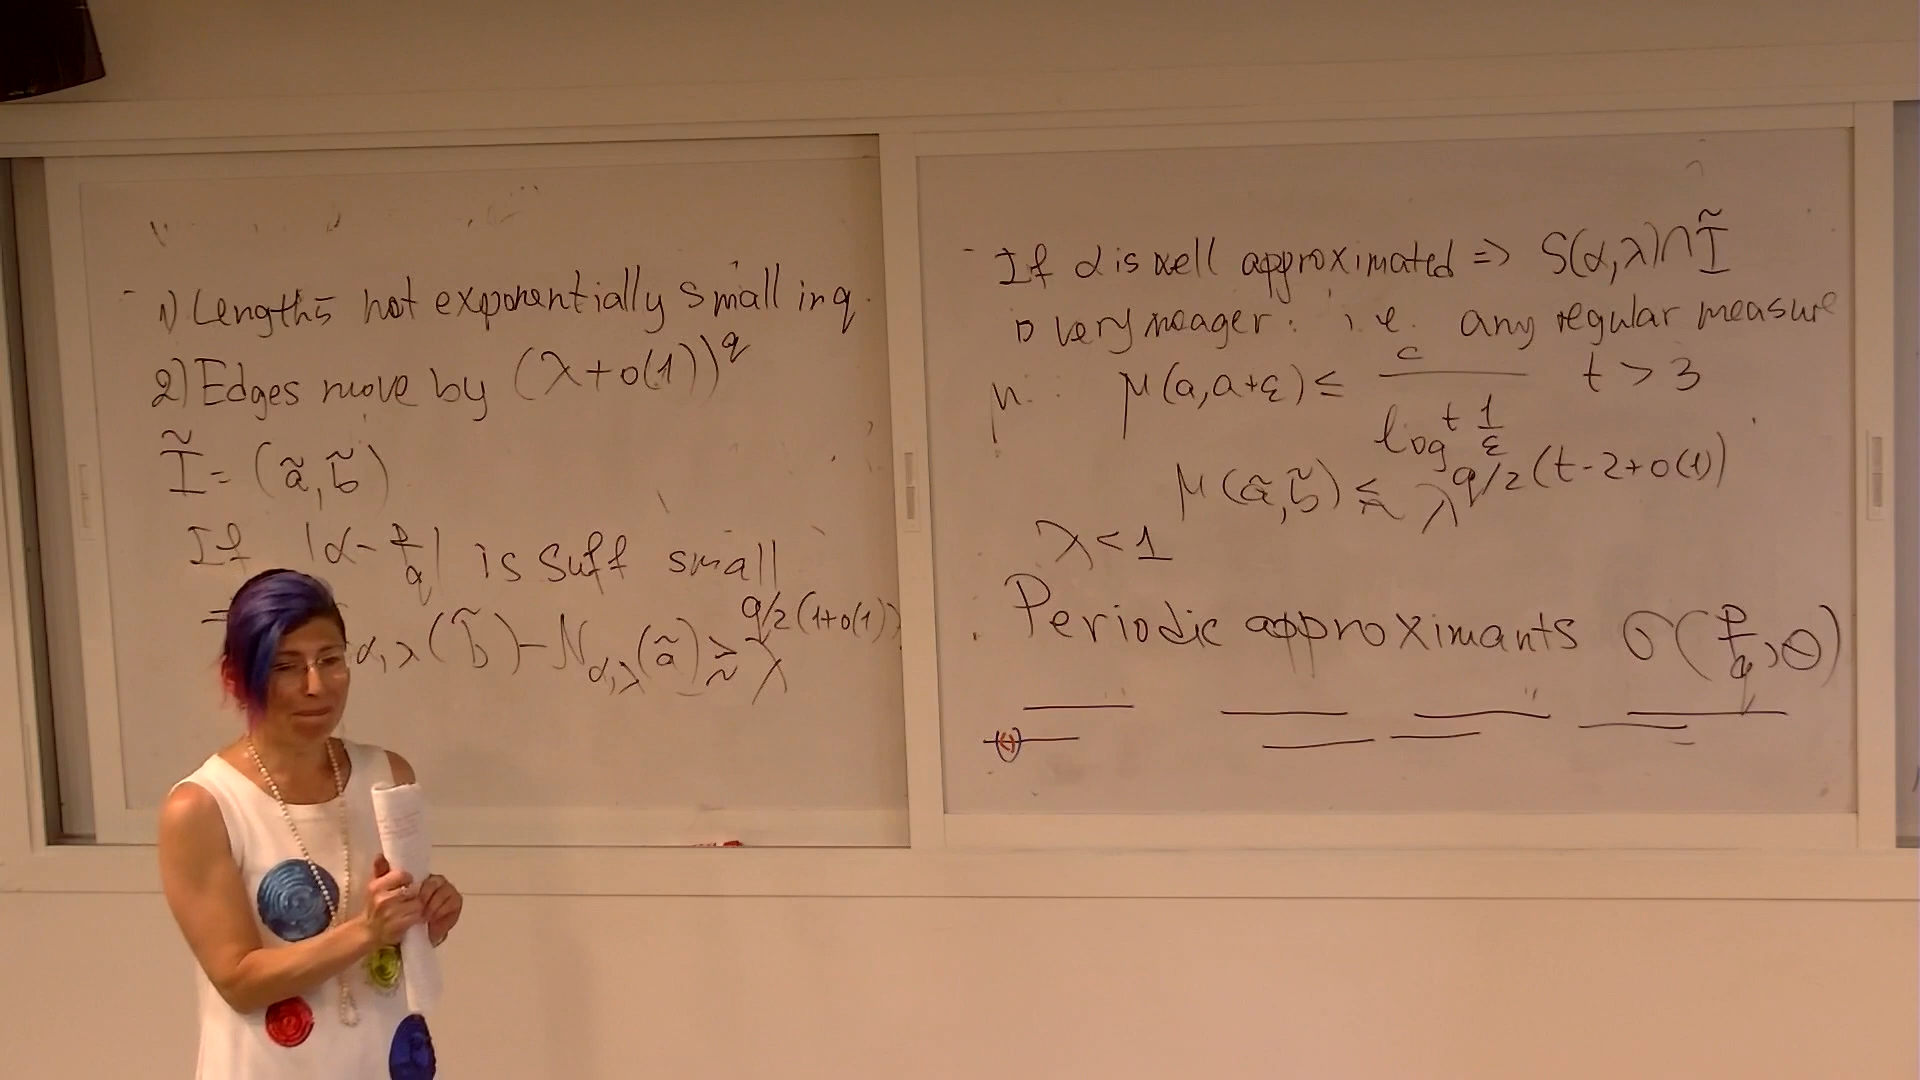 1) Lengths not exponentially small in q.
2) Edges move by (λ+o(1))^q
Ĩ = (ã, b̃)
If |α - p/q| is suff small
α,λ(b̃) - N_{α,λ}(ã) ≳ λ^{q/2(1+o(1))}
- If α is well approximated => S(α,λ)∩Ĩ
is very meager: i.e. any regular measure
μ: μ(a, a+ε) ≤ c / log^t 1/ε t > 3
μ(ã, b̃) ≲ λ^{q/2(t-2+o(1))}
λ < 1
Periodic approximants σ(p/q, θ)